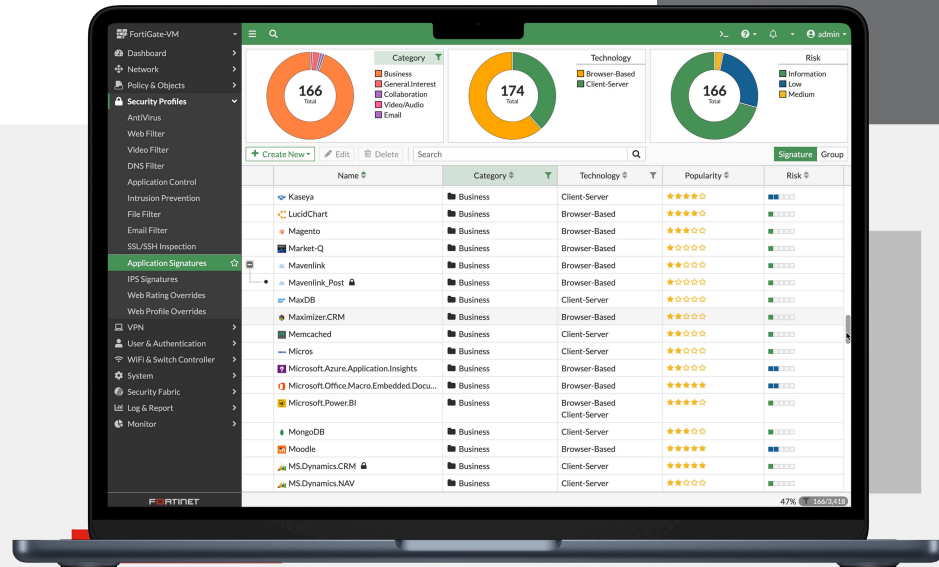 FortiGate-VM
admin
Dashboard
Network
Policy & Objects
Security Profiles
AntiVirus
Web Filter
Video Filter
DNS Filter
Application Control
Intrusion Prevention
File Filter
Email Filter
SSL/SSH Inspection
Application Signatures
IPS Signatures
Web Rating Overrides
Web Profile Overrides
VPN
User & Authentication
WiFi & Switch Controller
System
Security Fabric
Log & Report
Monitor
FORTINET
166
Total
Category
Business
General.Interest
Collaboration
Video/Audio
Email
174
Total
Technology
Browser-Based
Client-Server
166
Total
Risk
Information
Low
Medium
+ Create New Edit Delete Search Signature Group
Name Category Technology Popularity Risk
Kaseya Business Client-Server
LucidChart Business Browser-Based
Magento Business Browser-Based
Market-Q Business Browser-Based
Mavenlink Business Browser-Based
Mavenlink_Post Business Browser-Based
MaxDB Business Client-Server
Maximizer.CRM Business Browser-Based
Memcached Business Client-Server
Micros Business Client-Server
Microsoft.Azure.Application.Insights Business Browser-Based
Microsoft.Office.Macro.Embedded.Docu... Business Browser-Based
Microsoft.Power.BI Business Browser-Based
Client-Server
MongoDB Business Client-Server
Moodle Business Browser-Based
MS.Dynamics.CRM Business Client-Server
MS.Dynamics.NAV Business Client-Server
47% 166/3,418